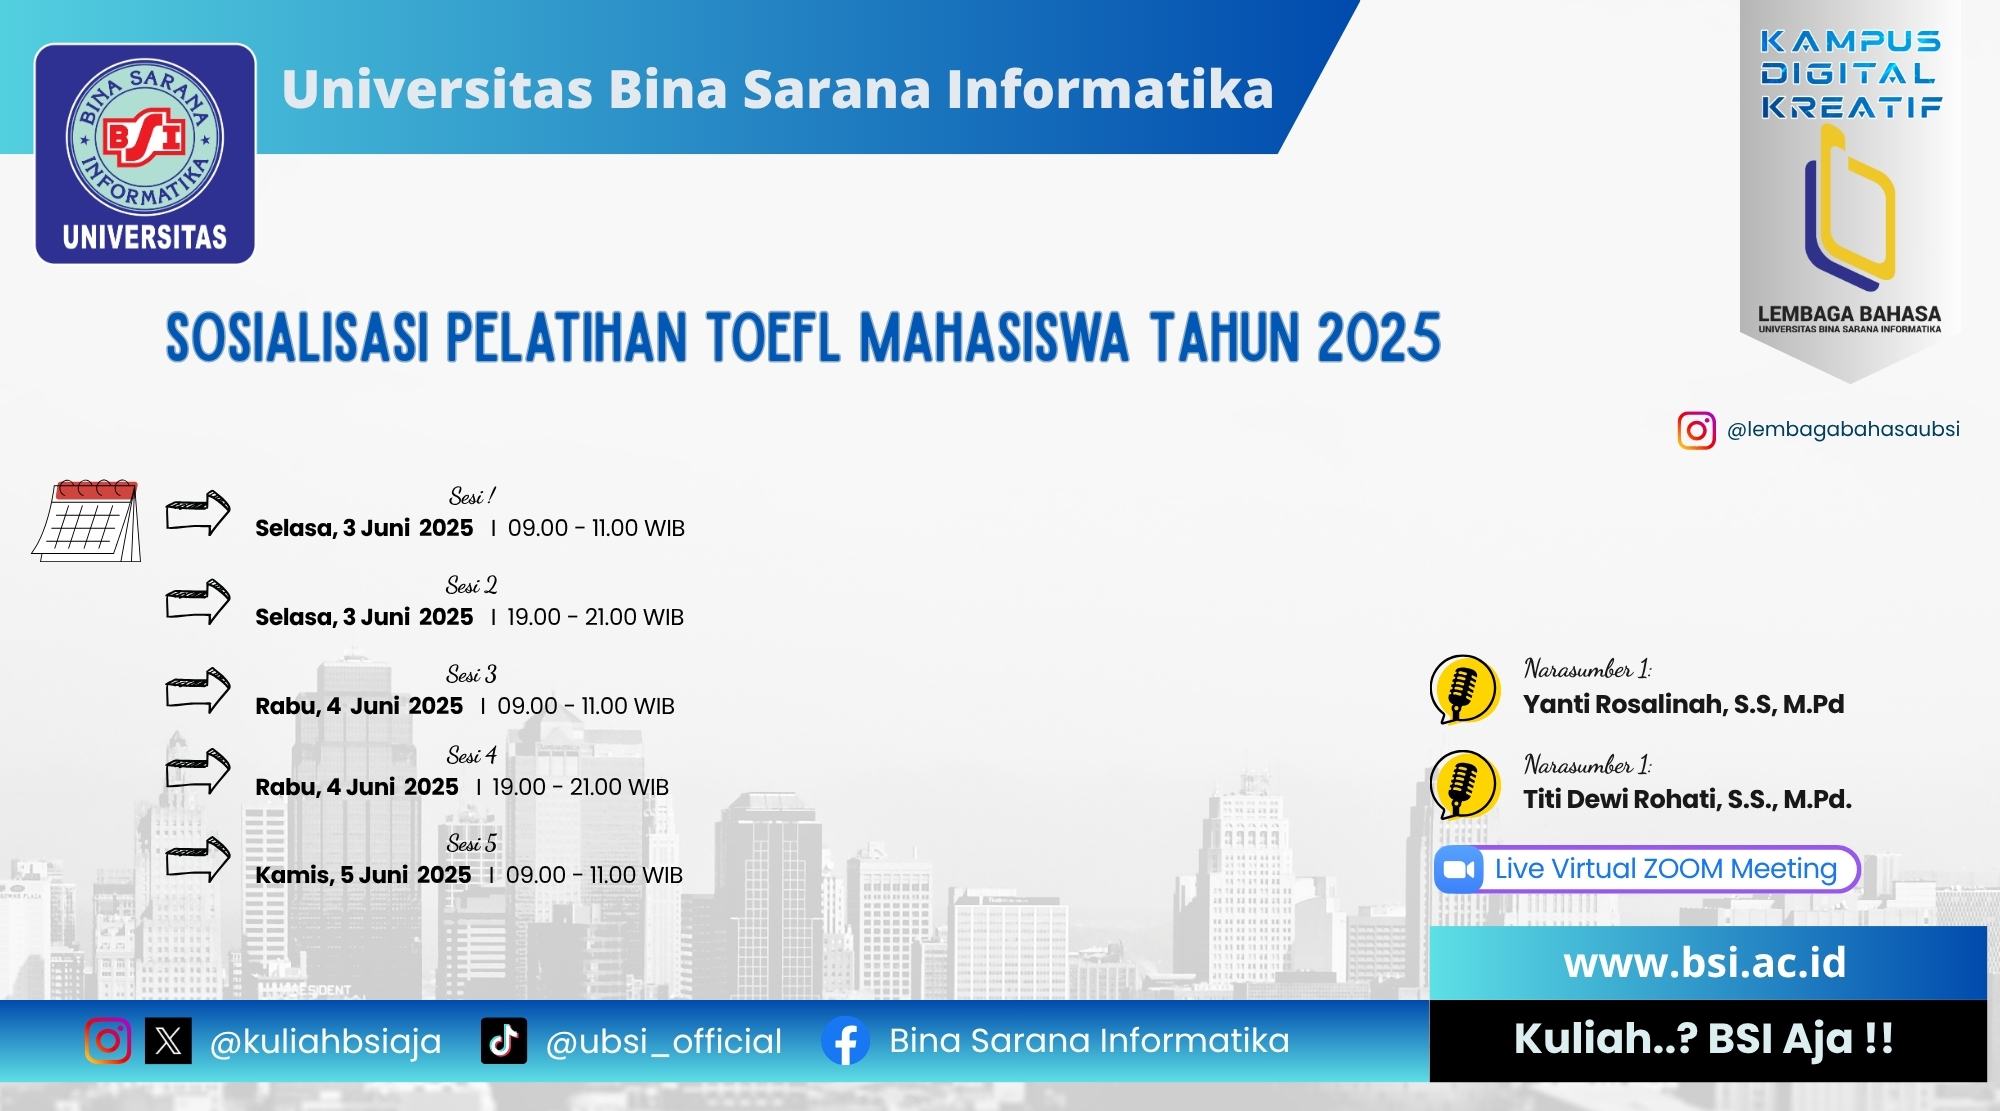 Universitas Bina Sarana Informatika
BINA SARANA
BSI
INFORMATIKA
UNIVERSITAS
KAMPUS
DIGITAL
KREATIF
LEMBAGA BAHASA
UNIVERSITAS BINA SARANA INFORMATIKA
SOSIALISASI PELATIHAN TOEFL MAHASISWA TAHUN 2025
@lembagabahasaubsi
Sesi !
Selasa, 3 Juni 2025 | 09.00 - 11.00 WIB
Sesi 2
Selasa, 3 Juni 2025 | 19.00 - 21.00 WIB
Sesi 3
Rabu, 4 Juni 2025 | 09.00 - 11.00 WIB
Sesi 4
Rabu, 4 Juni 2025 | 19.00 - 21.00 WIB
Sesi 5
Kamis, 5 Juni 2025 | 09.00 - 11.00 WIB
Narasumber 1:
Yanti Rosalinah, S.S, M.Pd
Narasumber 1:
Titi Dewi Rohati, S.S., M.Pd.
Live Virtual ZOOM Meeting
www.bsi.ac.id
Kuliah..? BSI Aja !!
@kuliahbsiaja
@ubsi_official
Bina Sarana Informatika